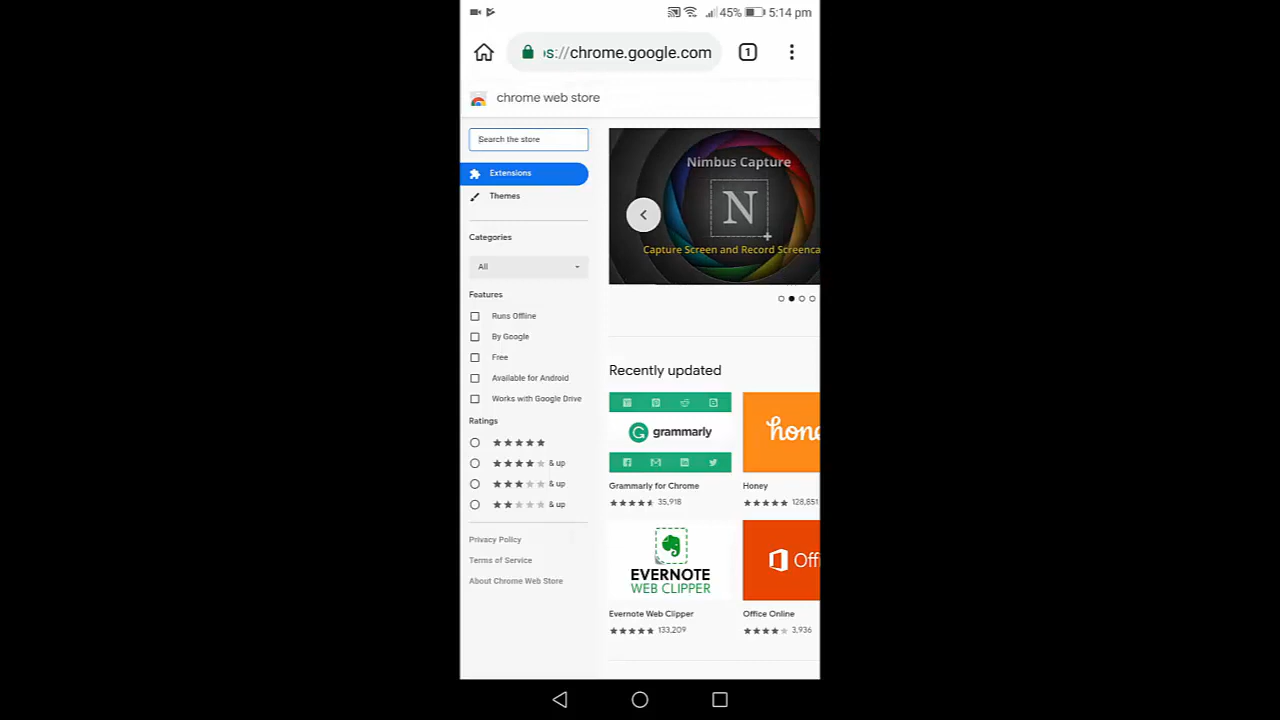 45% 5:14 pm
s://chrome.google.com 1
chrome web store
Search the store
Extensions
Themes
Categories
All
Features
Runs Offline
By Google
Free
Available for Android
Works with Google Drive
Ratings
& up
& up
& up
Privacy Policy
Terms of Service
About Chrome Web Store
Nimbus Capture
N
Capture Screen and Record Screenca
Recently updated
G grammarly
Grammarly for Chrome
35,918
hone
Honey
128,851
EVERNOTE
WEB CLIPPER
Evernote Web Clipper
133,209
Offi
Office Online
3,936